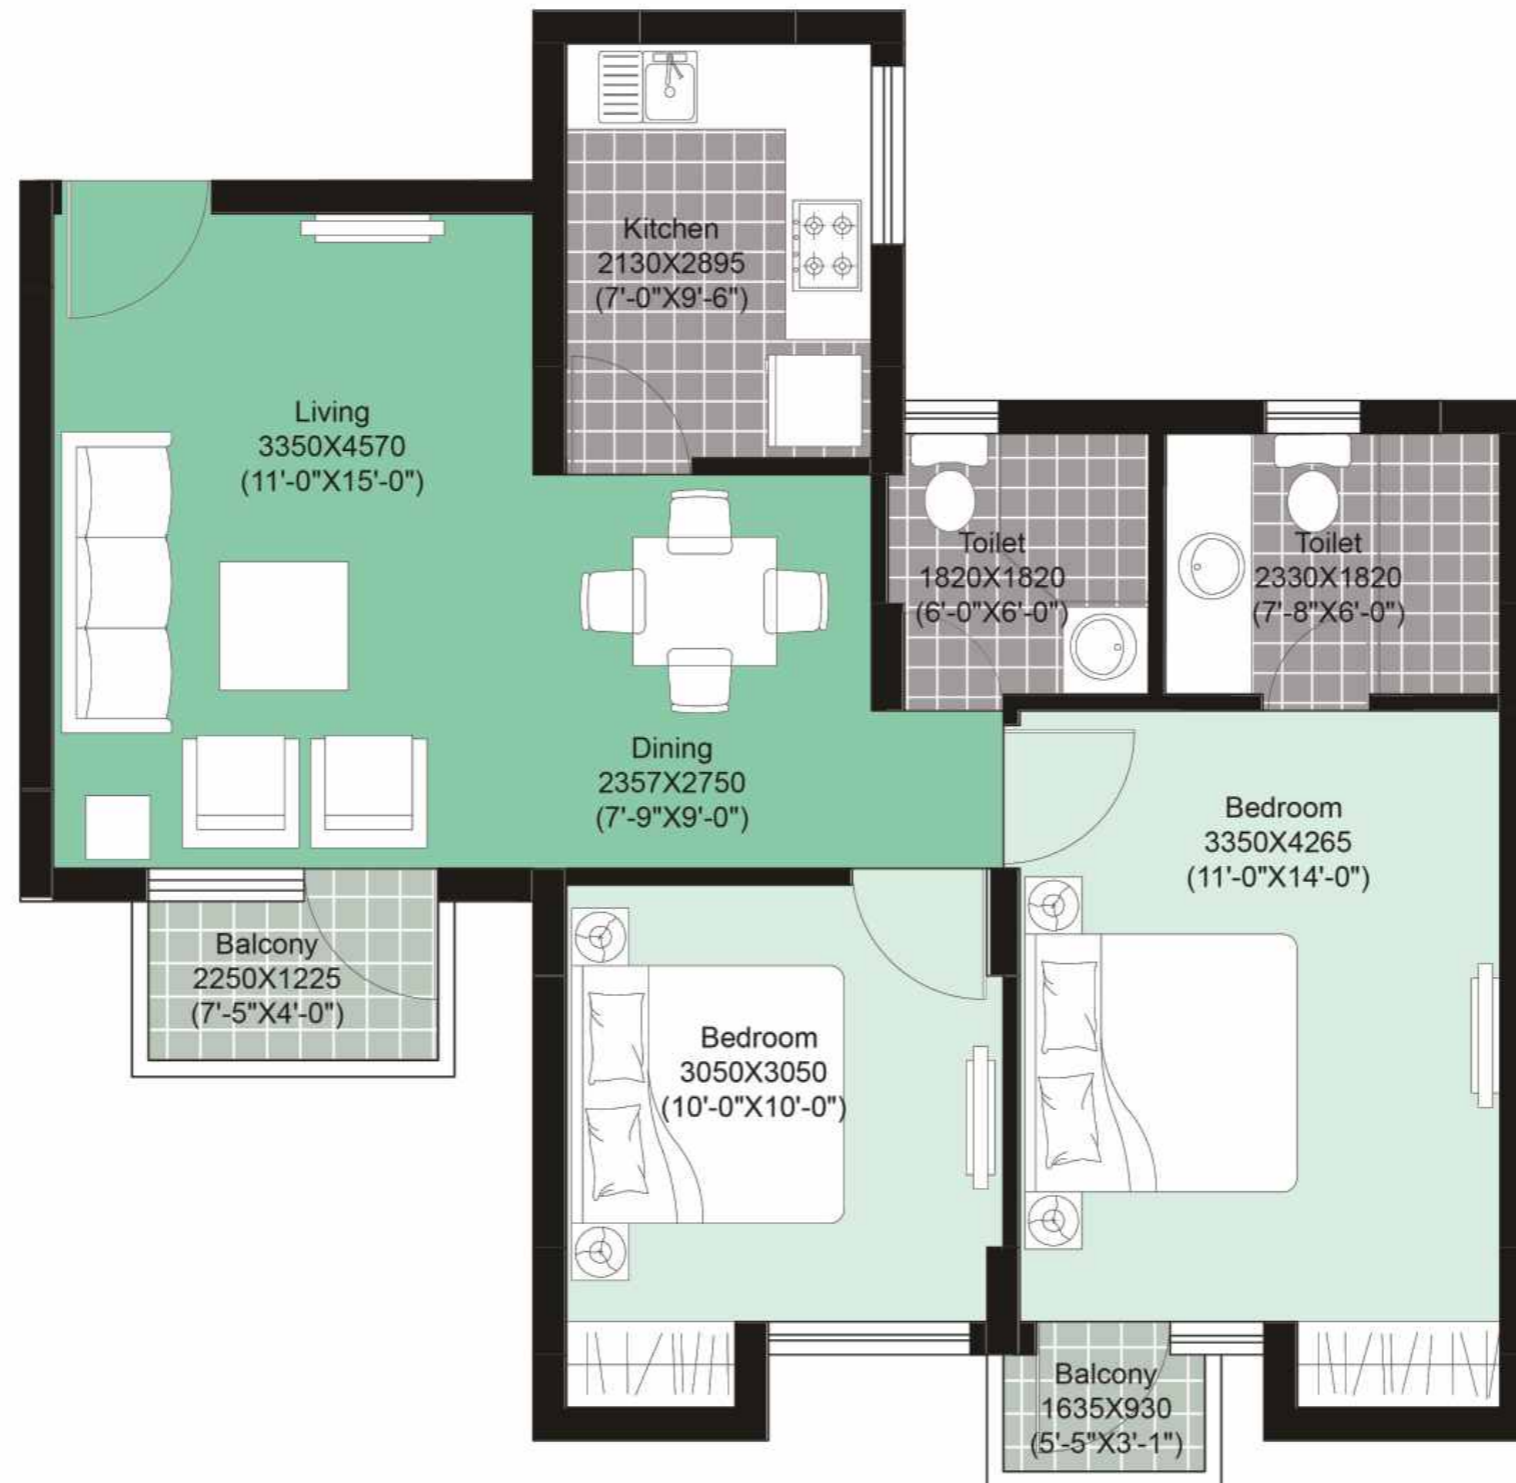 Kitchen
2130X2895
(7'-0"X9'-6")
Living
3350X4570
(11'-0"X15'-0")
Toilet
1820X1820
(6'-0"X6'-0")
Toilet
2330X1820
(7'-8"X6'-0")
Dining
2357X2750
(7'-9"X9'-0")
Bedroom
3350X4265
(11'-0"X14'-0")
Balcony
2250X1225
(7'-5"X4'-0")
Bedroom
3050X3050
(10'-0"X10'-0")
Balcony
1635X930
(5'-5"X3'-1")